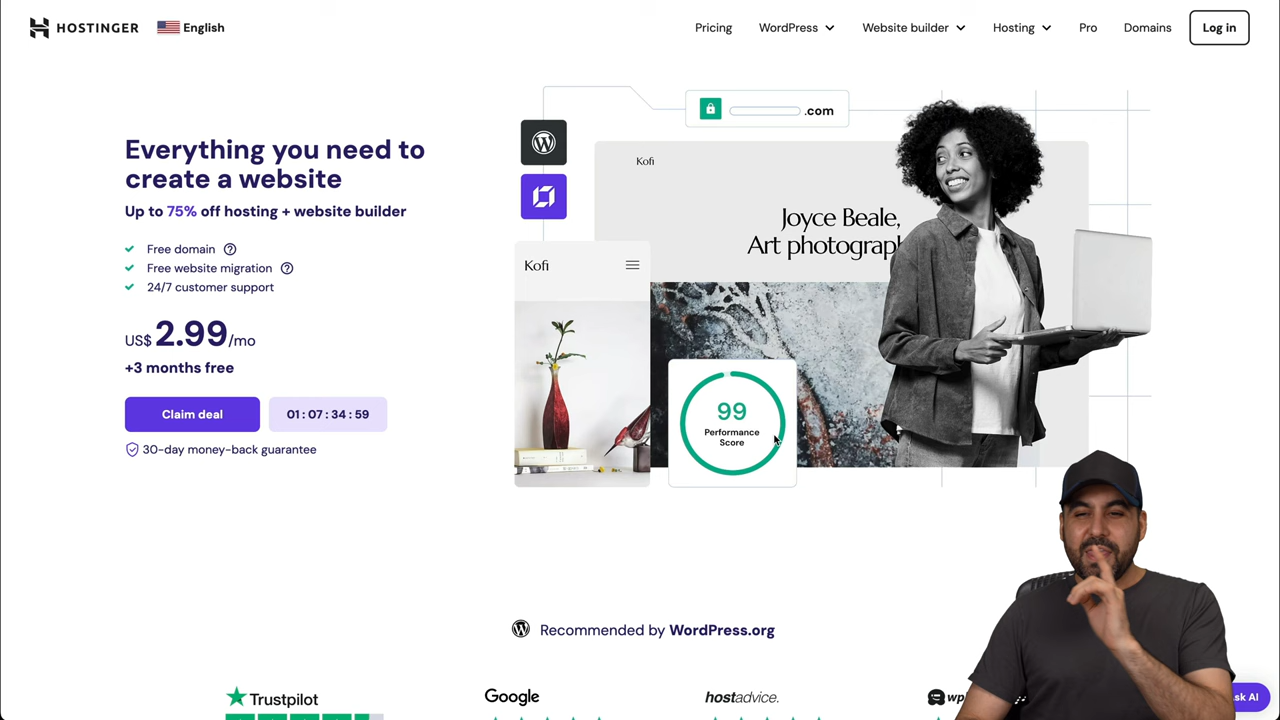 HOSTINGER
English
Pricing
WordPress
Website builder
Hosting
Pro
Domains
Log in
Everything you need to
create a website
Up to 75% off hosting + website builder
Free domain ?
Free website migration ?
24/7 customer support
US$ 2.99/mo
+3 months free
Claim deal
01 : 07 : 34 : 59
30-day money-back guarantee
.com
Kofi
Joyce Beale,
Art photograph
Kofi
99
Performance
Score
Recommended by WordPress.org
Trustpilot
Google
hostadvice.
wp
AI